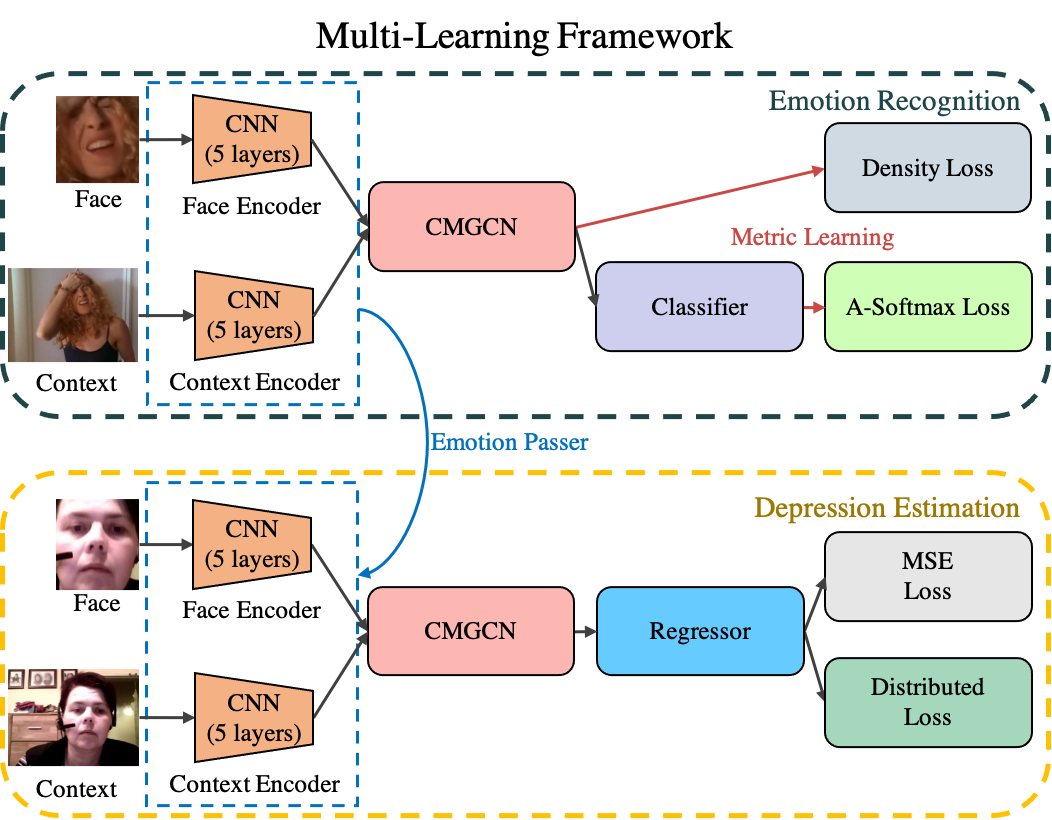 Multi-Learning Framework
Emotion Recognition
Face
CNN
(5 layers)
Face Encoder
CMGCN
Density Loss
Metric Learning
Classifier
A-Softmax Loss
Context
CNN
(5 layers)
Context Encoder
Emotion Passer
Depression Estimation
Face
CNN
(5 layers)
Face Encoder
CMGCN
Regressor
MSE
Loss
Distributed
Loss
Context
CNN
(5 layers)
Context Encoder